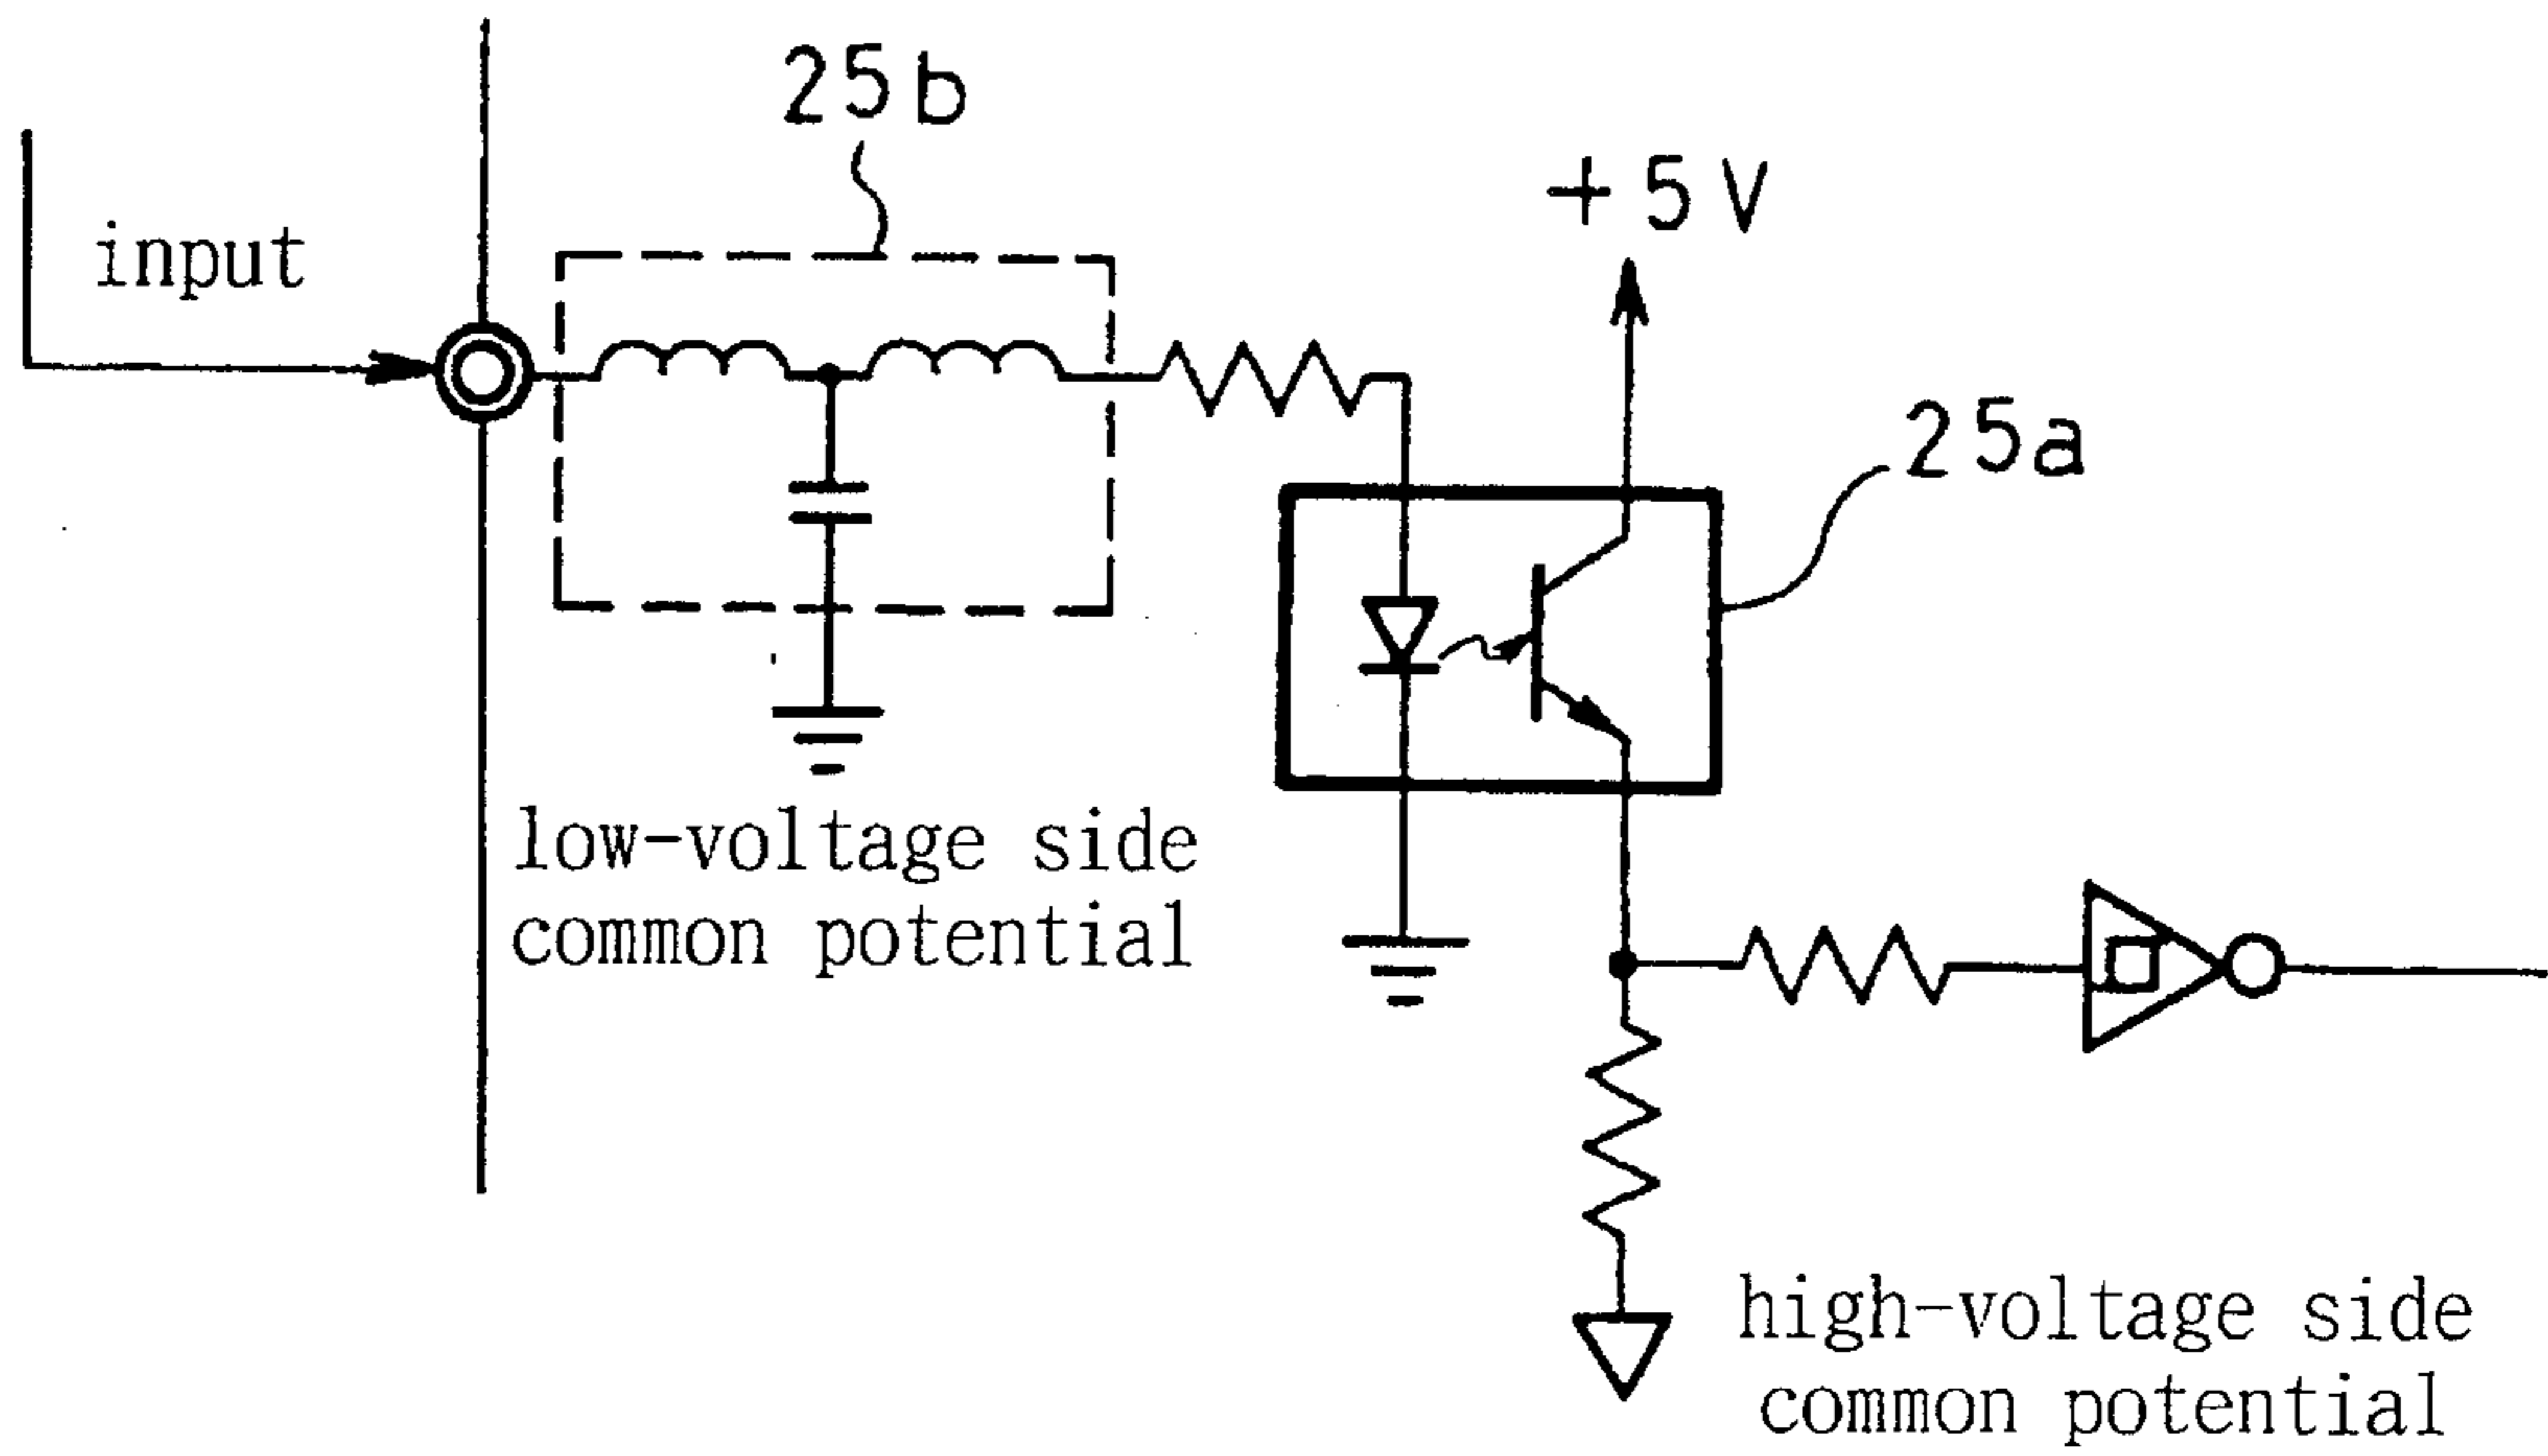 25b
+5V
input
25a
low-voltage side
common potential
high-voltage side
common potential